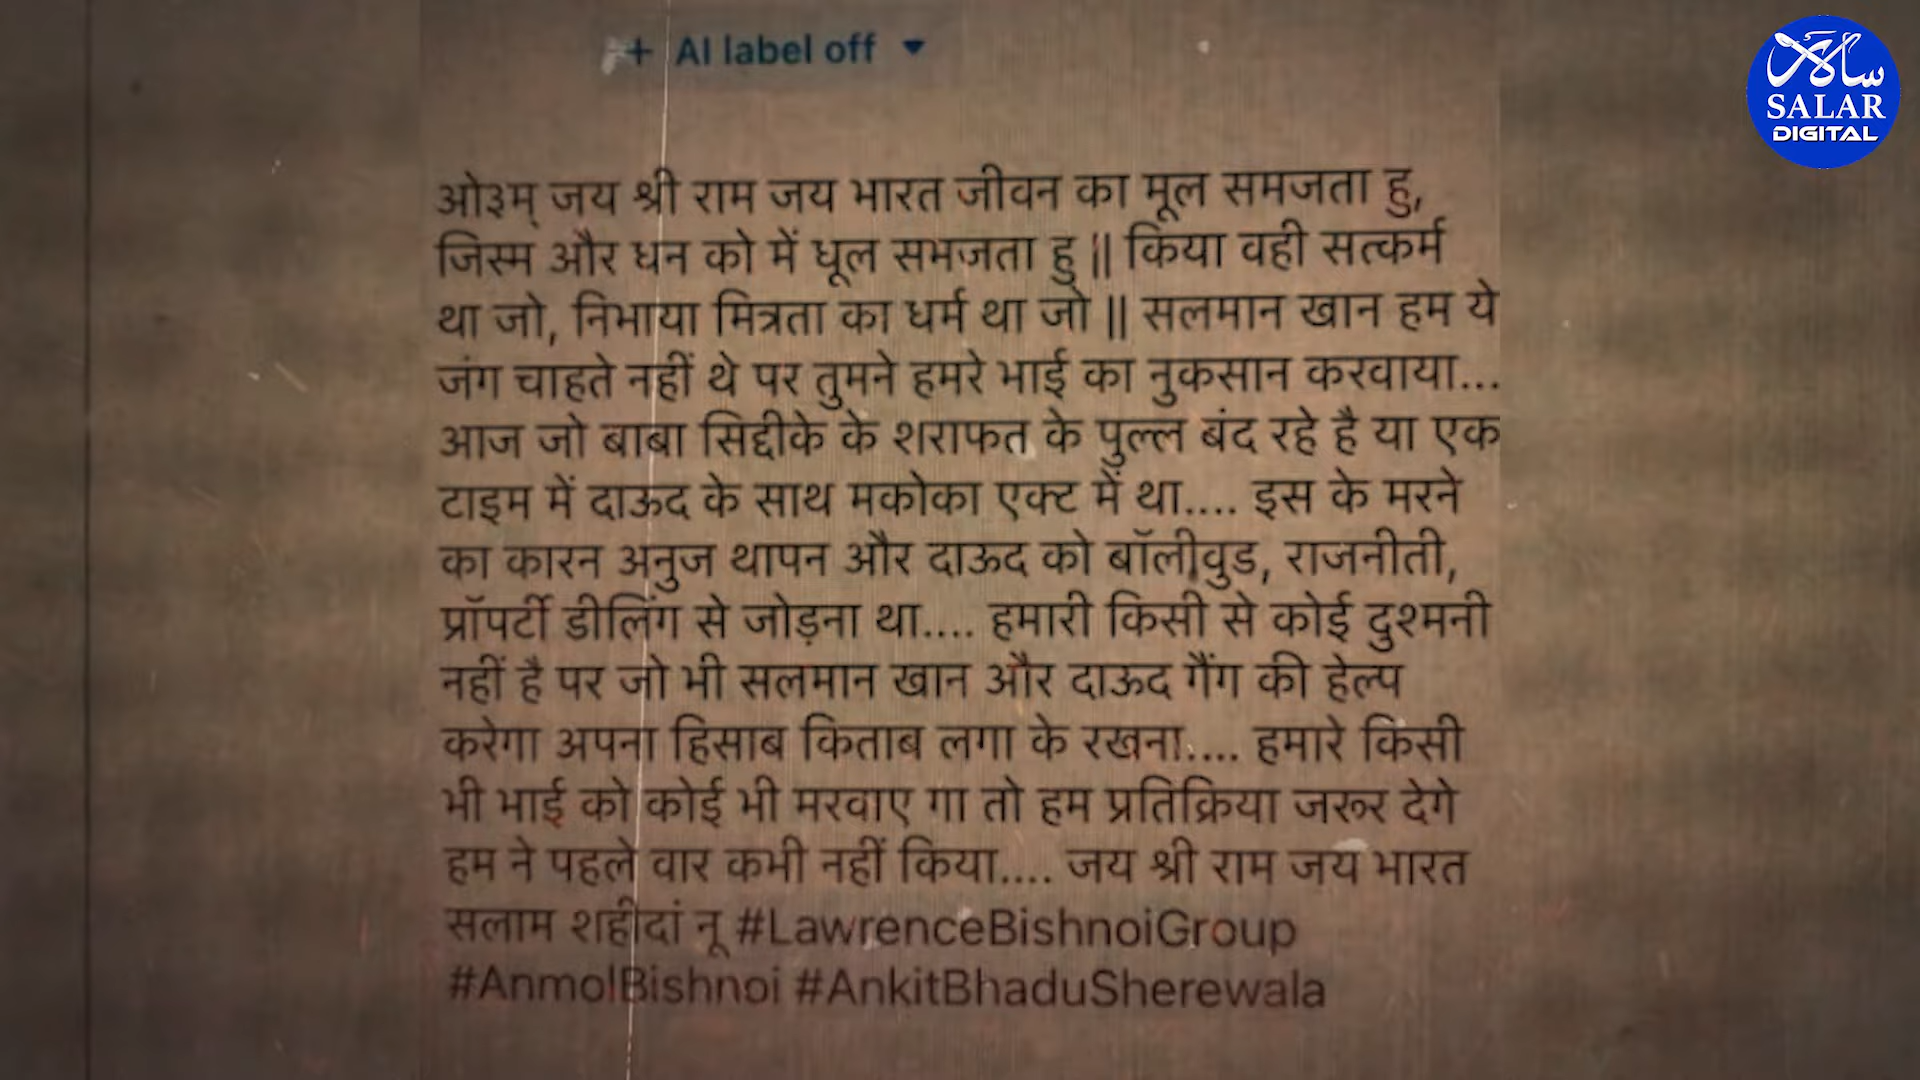 + AI label off
سالار
SALAR
DIGITAL
ओ३म् जय श्री राम जय भारत जीवन का मूल समजता हु,
जिस्म और धन को में धूल सभजता हु || किया वही सत्कर्म
था जो, निभाया मित्रता का धर्म था जो || सलमान खान हम ये
जंग चाहते नहीं थे पर तुमने हमरे भाई का नुकसान करवाया...
आज जो बाबा सिद्दीके के शराफत के पुल्ल बंद रहे है या एक
टाइम में दाऊद के साथ मकोका एक्ट में था.... इस के मरने
का कारन अनुज थापन और दाऊद को बॉलीवुड, राजनीती,
प्रॉपर्टी डीलिंग से जोड़ना था.... हमारी किसी से कोई दुश्मनी
नहीं है पर जो भी सलमान खान और दाऊद गैंग की हेल्प
करेगा अपना हिसाब किताब लगा के रखना.... हमारे किसी
भी भाई को कोई भी मरवाए गा तो हम प्रतिक्रिया जरूर देगे
हम ने पहले वार कभी नहीं किया.... जय श्री राम जय भारत
सलाम शहीदां नू #LawrenceBishnoiGroup
#AnmolBishnoi #AnkitBhaduSherewala